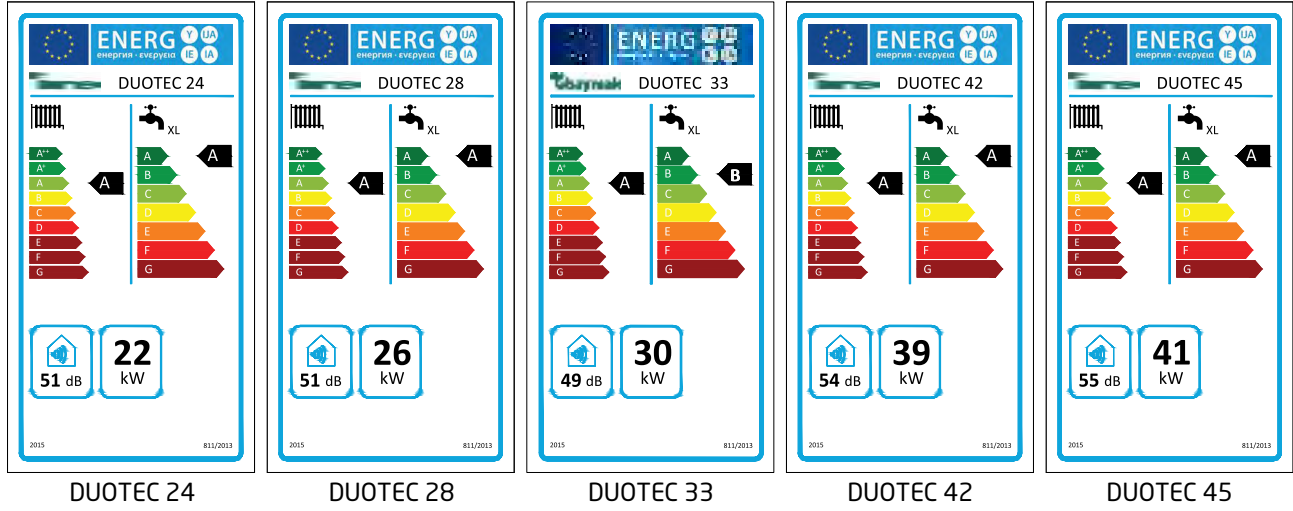 ENERG Y IJA IE IA
енергия · ενεργεια
DUOTEC 24
XL
A++
A+
A
B
C
D
E
F
G
A
A
B
C
D
E
F
G
A
51 dB
22 kW
2015
811/2013
DUOTEC 24
ENERG Y IJA IE IA
енергия · ενεργεια
DUOTEC 28
XL
A++
A+
A
B
C
D
E
F
G
A
A
B
C
D
E
F
G
A
51 dB
26 kW
2015
811/2013
DUOTEC 28
ENERG
DUOTEC 33
XL
A++
A+
A
B
C
D
E
F
G
A
A
B
C
D
E
F
G
B
49 dB
30 kW
2015
811/2013
DUOTEC 33
ENERG Y IJA IE IA
енергия · ενεργεια
DUOTEC 42
XL
A++
A+
A
B
C
D
E
F
G
A
A
B
C
D
E
F
G
A
54 dB
39 kW
2015
811/2013
DUOTEC 42
ENERG Y IJA IE IA
енергия · ενεργεια
DUOTEC 45
XL
A++
A+
A
B
C
D
E
F
G
A
A
B
C
D
E
F
G
A
55 dB
41 kW
2015
811/2013
DUOTEC 45